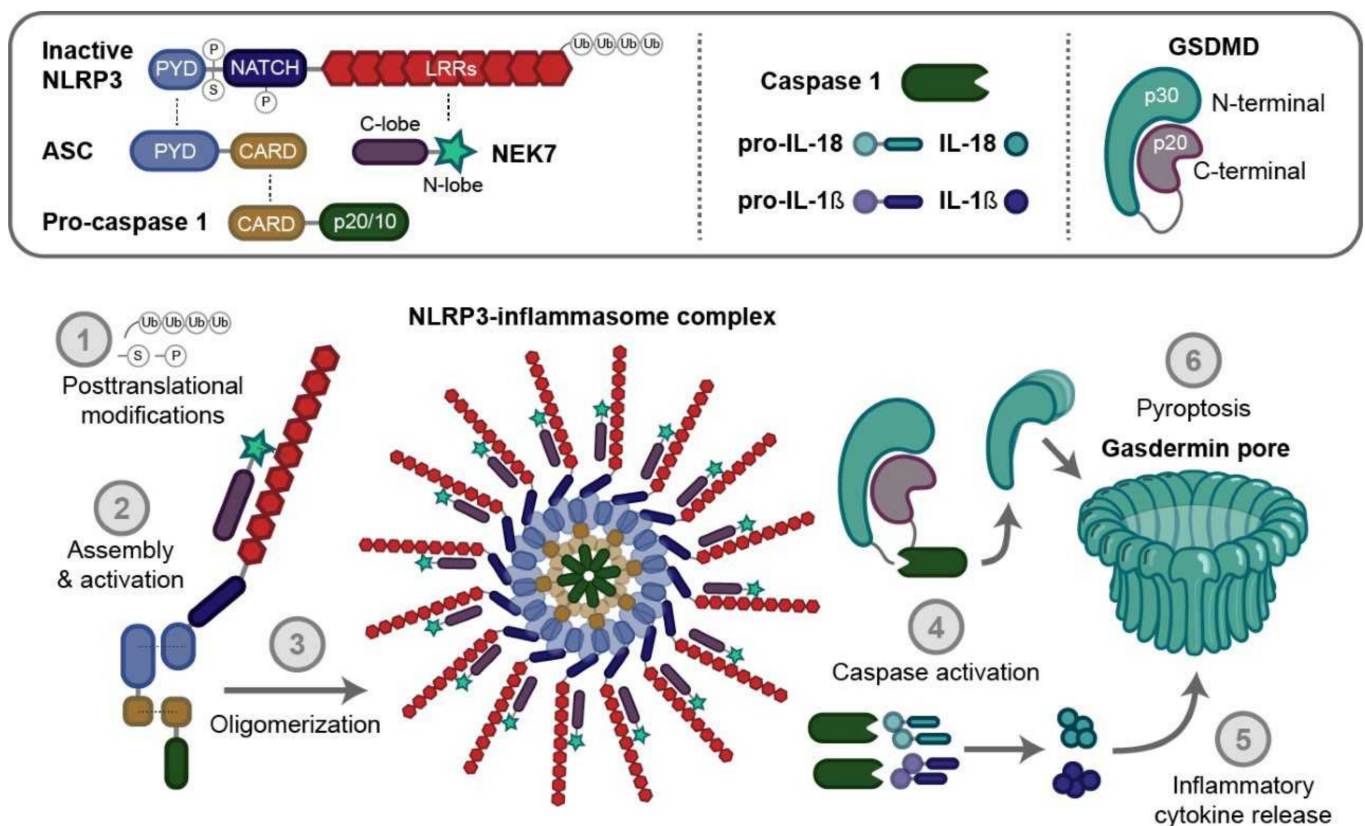 Inactive
NLRP3
PYD
P
S
NATCH
P
LRRs
Ub Ub Ub Ub
ASC
PYD
CARD
C-lobe
NEK7
N-lobe
Pro-caspase 1
CARD
p20/10
Caspase 1
pro-IL-18
IL-18
pro-IL-1ß
IL-1ß
GSDMD
p30
N-terminal
p20
C-terminal
1
Ub Ub Ub Ub
S P
Posttranslational
modifications
2
Assembly
& activation
3
Oligomerization
NLRP3-inflammasome complex
4
Caspase activation
6
Pyroptosis
Gasdermin pore
5
Inflammatory
cytokine release